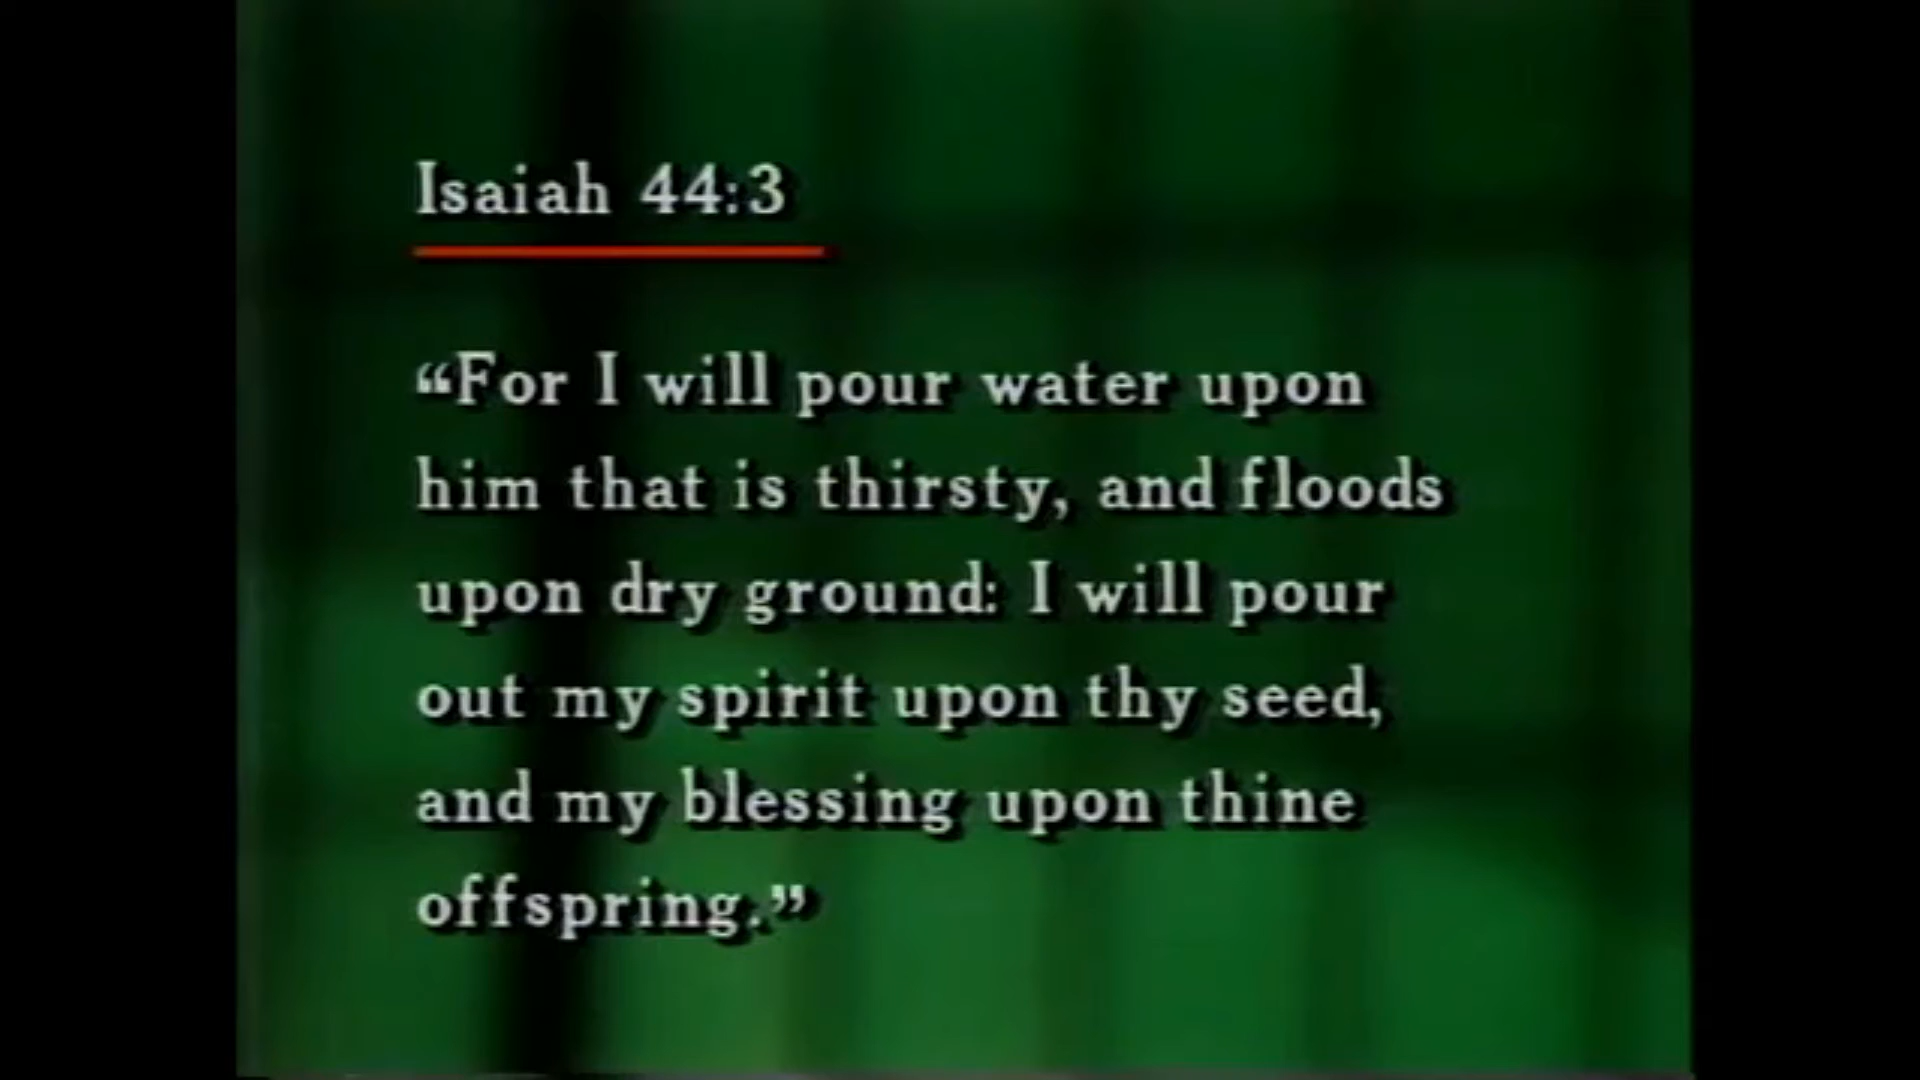 Isaiah 44:3
“For I will pour water upon
him that is thirsty, and floods
upon dry ground: I will pour
out my spirit upon thy seed,
and my blessing upon thine
offspring.”